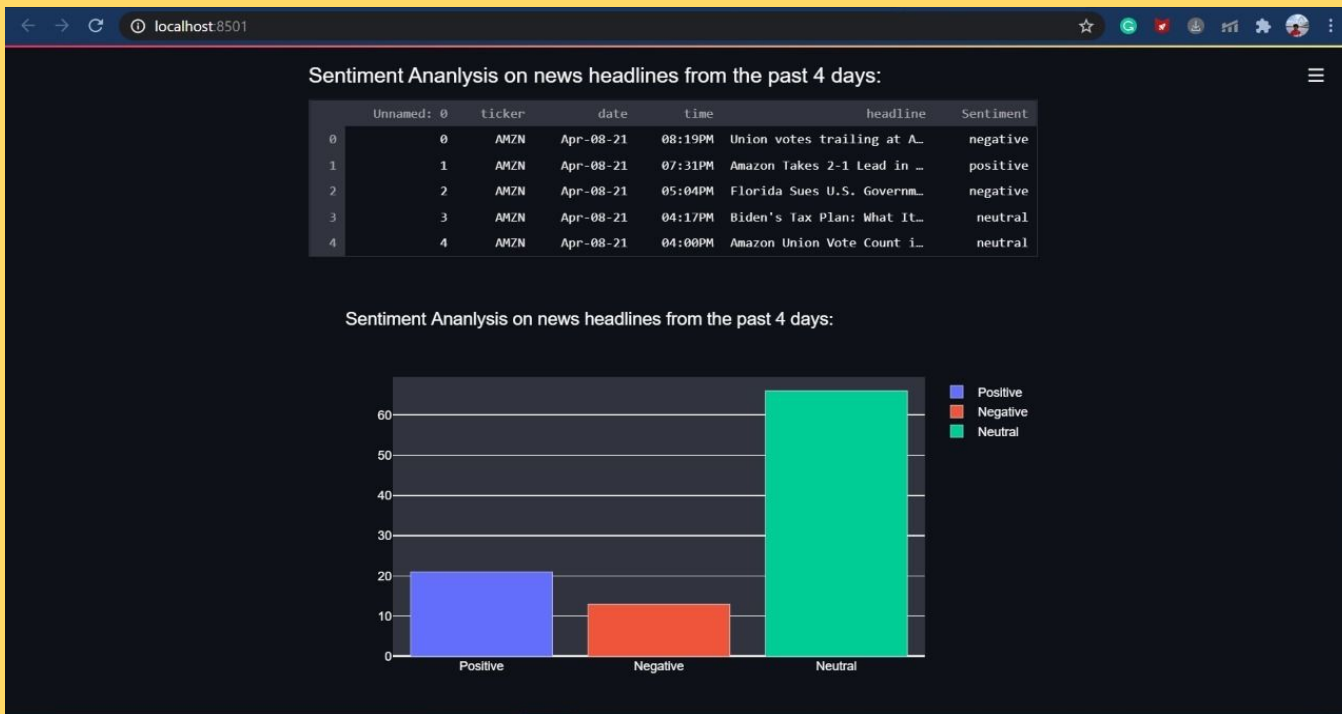 localhost:8501
Sentiment Ananlysis on news headlines from the past 4 days:
Unnamed: 0 ticker date time headline Sentiment
0 0 AMZN Apr-08-21 08:19PM Union votes trailing at A… negative
1 1 AMZN Apr-08-21 07:31PM Amazon Takes 2-1 Lead in … positive
2 2 AMZN Apr-08-21 05:04PM Florida Sues U.S. Governm… negative
3 3 AMZN Apr-08-21 04:17PM Biden's Tax Plan: What It… neutral
4 4 AMZN Apr-08-21 04:00PM Amazon Union Vote Count i… neutral
Sentiment Ananlysis on news headlines from the past 4 days:
Positive
Negative
Neutral
60
50
40
30
20
10
0
Positive Negative Neutral